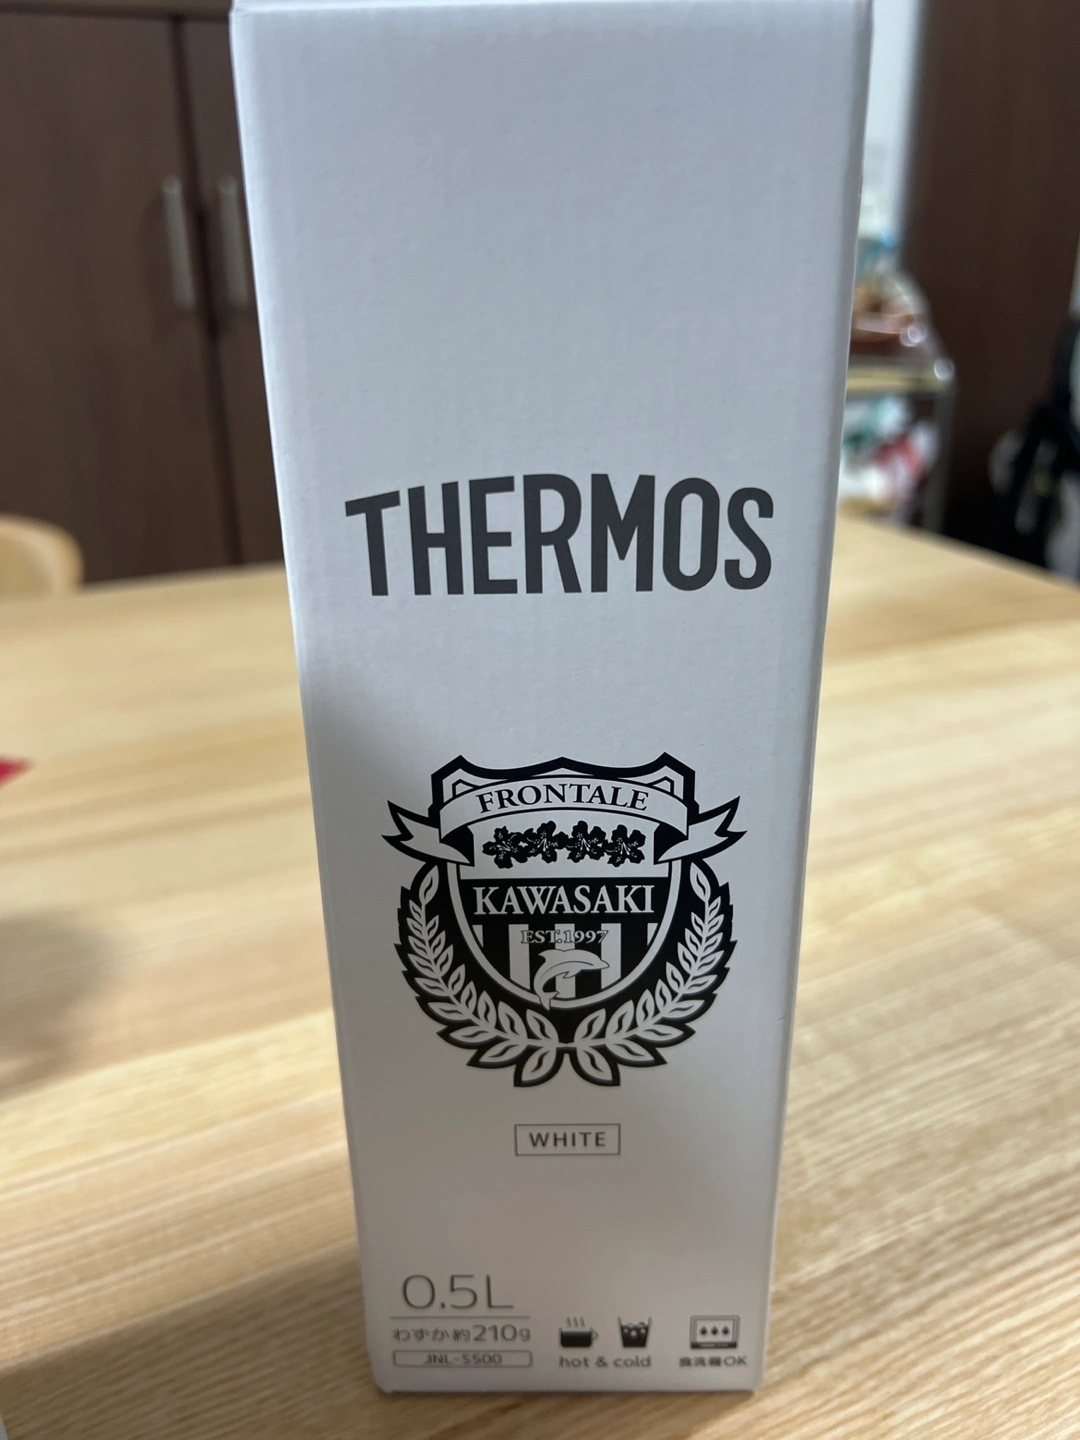 THERMOS
FRONTALE
KAWASAKI
EST.1997
WHITE
0.5L
わずか約210g
JNL-S500
hot & cold
食洗機OK